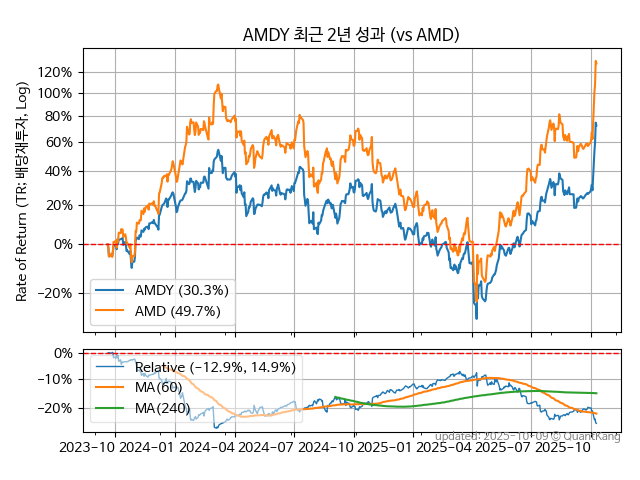 AMDY 최근 2년 성과 (vs AMD)
Rate of Return (TR: 배당재투자, Log)
120%
100%
80%
60%
40%
20%
0%
−20%
AMDY (30.3%)
AMD (49.7%)
0%
−10%
−20%
Relative (−12.9%, 14.9%)
MA(60)
MA(240)
updated: 2025-10-09 © QuantKang
2023-10 2024-01 2024-04 2024-07 2024-10 2025-01 2025-04 2025-07 2025-10